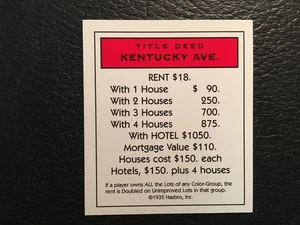 TITLE DEED
KENTUCKY AVE.
RENT $18.
With 1 House $ 90.
With 2 Houses 250.
With 3 Houses 700.
With 4 Houses 875.
With HOTEL $1050.
Mortgage Value $110.
Houses cost $150. each
Hotels, $150. plus 4 houses
If a player owns ALL the Lots of any Color-Group, the
rent is Doubled on Unimproved Lots in that group.
©1935 Hasbro, Inc.